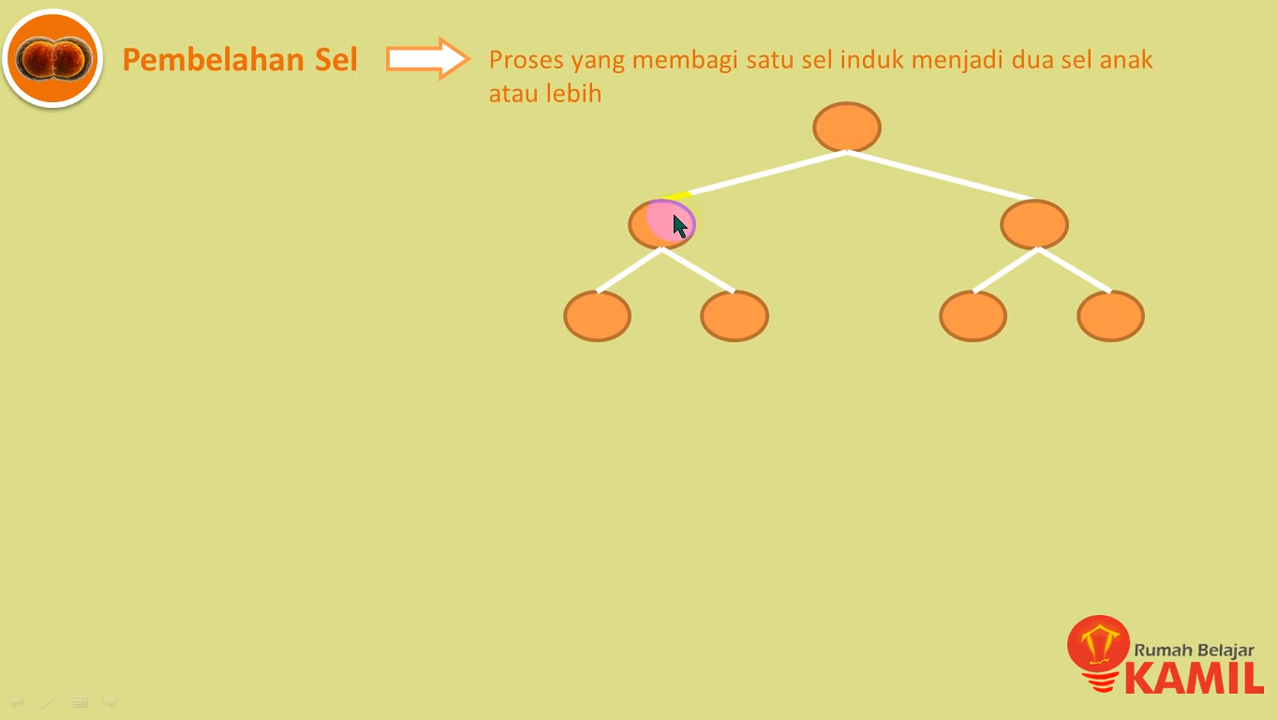 Pembelahan Sel
Proses yang membagi satu sel induk menjadi dua sel anak
atau lebih
Rumah Belajar
KAMIL